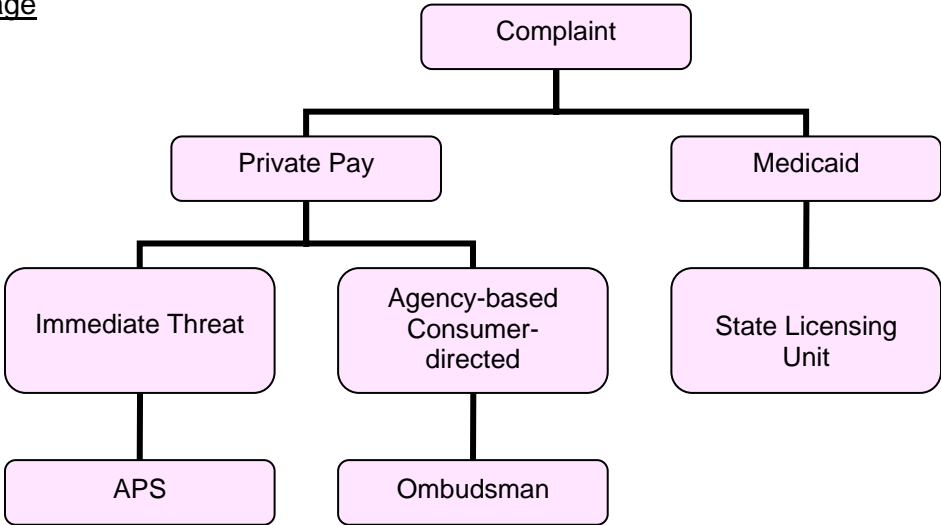 Complaint
Private Pay
Medicaid
Immediate Threat
Agency-based
Consumer-
directed
State Licensing
Unit
APS
Ombudsman